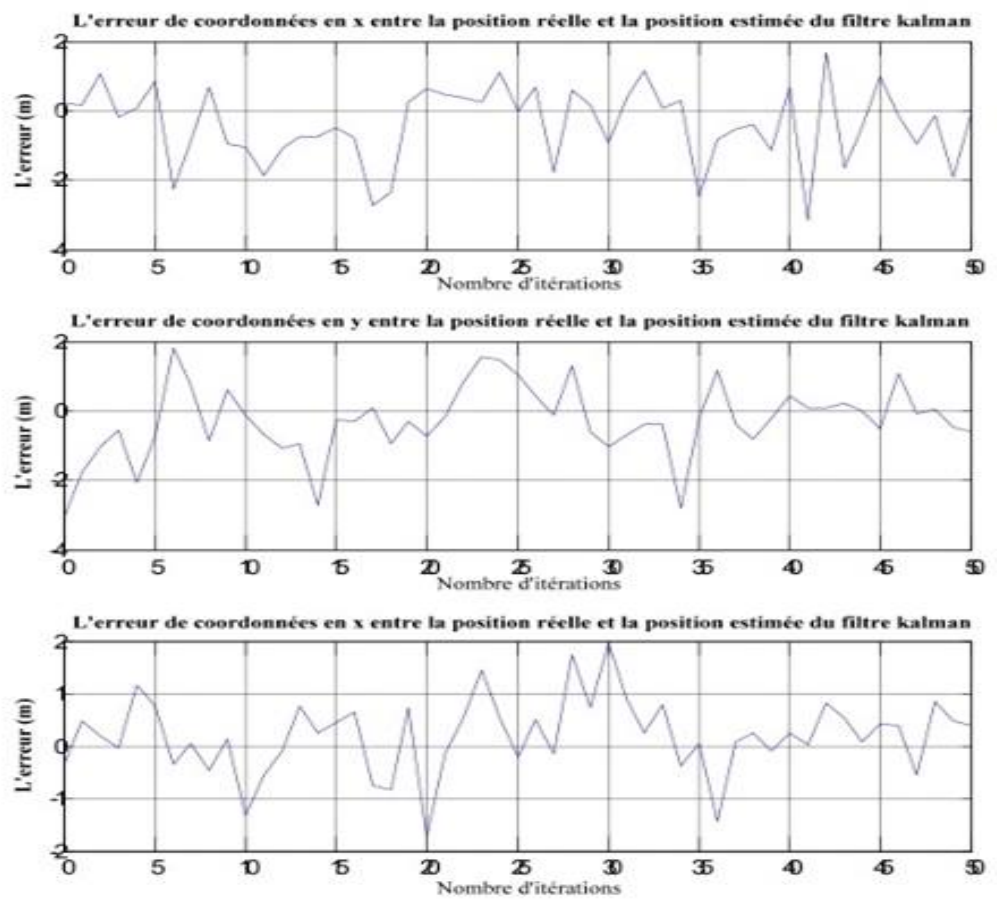 L'erreur de coordonnées en x entre la position réelle et la position estimée du filtre kalman
2
0
-2
-4
L'erreur (m)
0 5 10 15 20 25 30 35 40 45 50
Nombre d'itérations
L'erreur de coordonnées en y entre la position réelle et la position estimée du filtre kalman
2
0
-2
-4
L'erreur (m)
0 5 10 15 20 25 30 35 40 45 50
Nombre d'itérations
L'erreur de coordonnées en x entre la position réelle et la position estimée du filtre kalman
2
1
0
-1
-2
L'erreur (m)
0 5 10 15 20 25 30 35 40 45 50
Nombre d'itérations